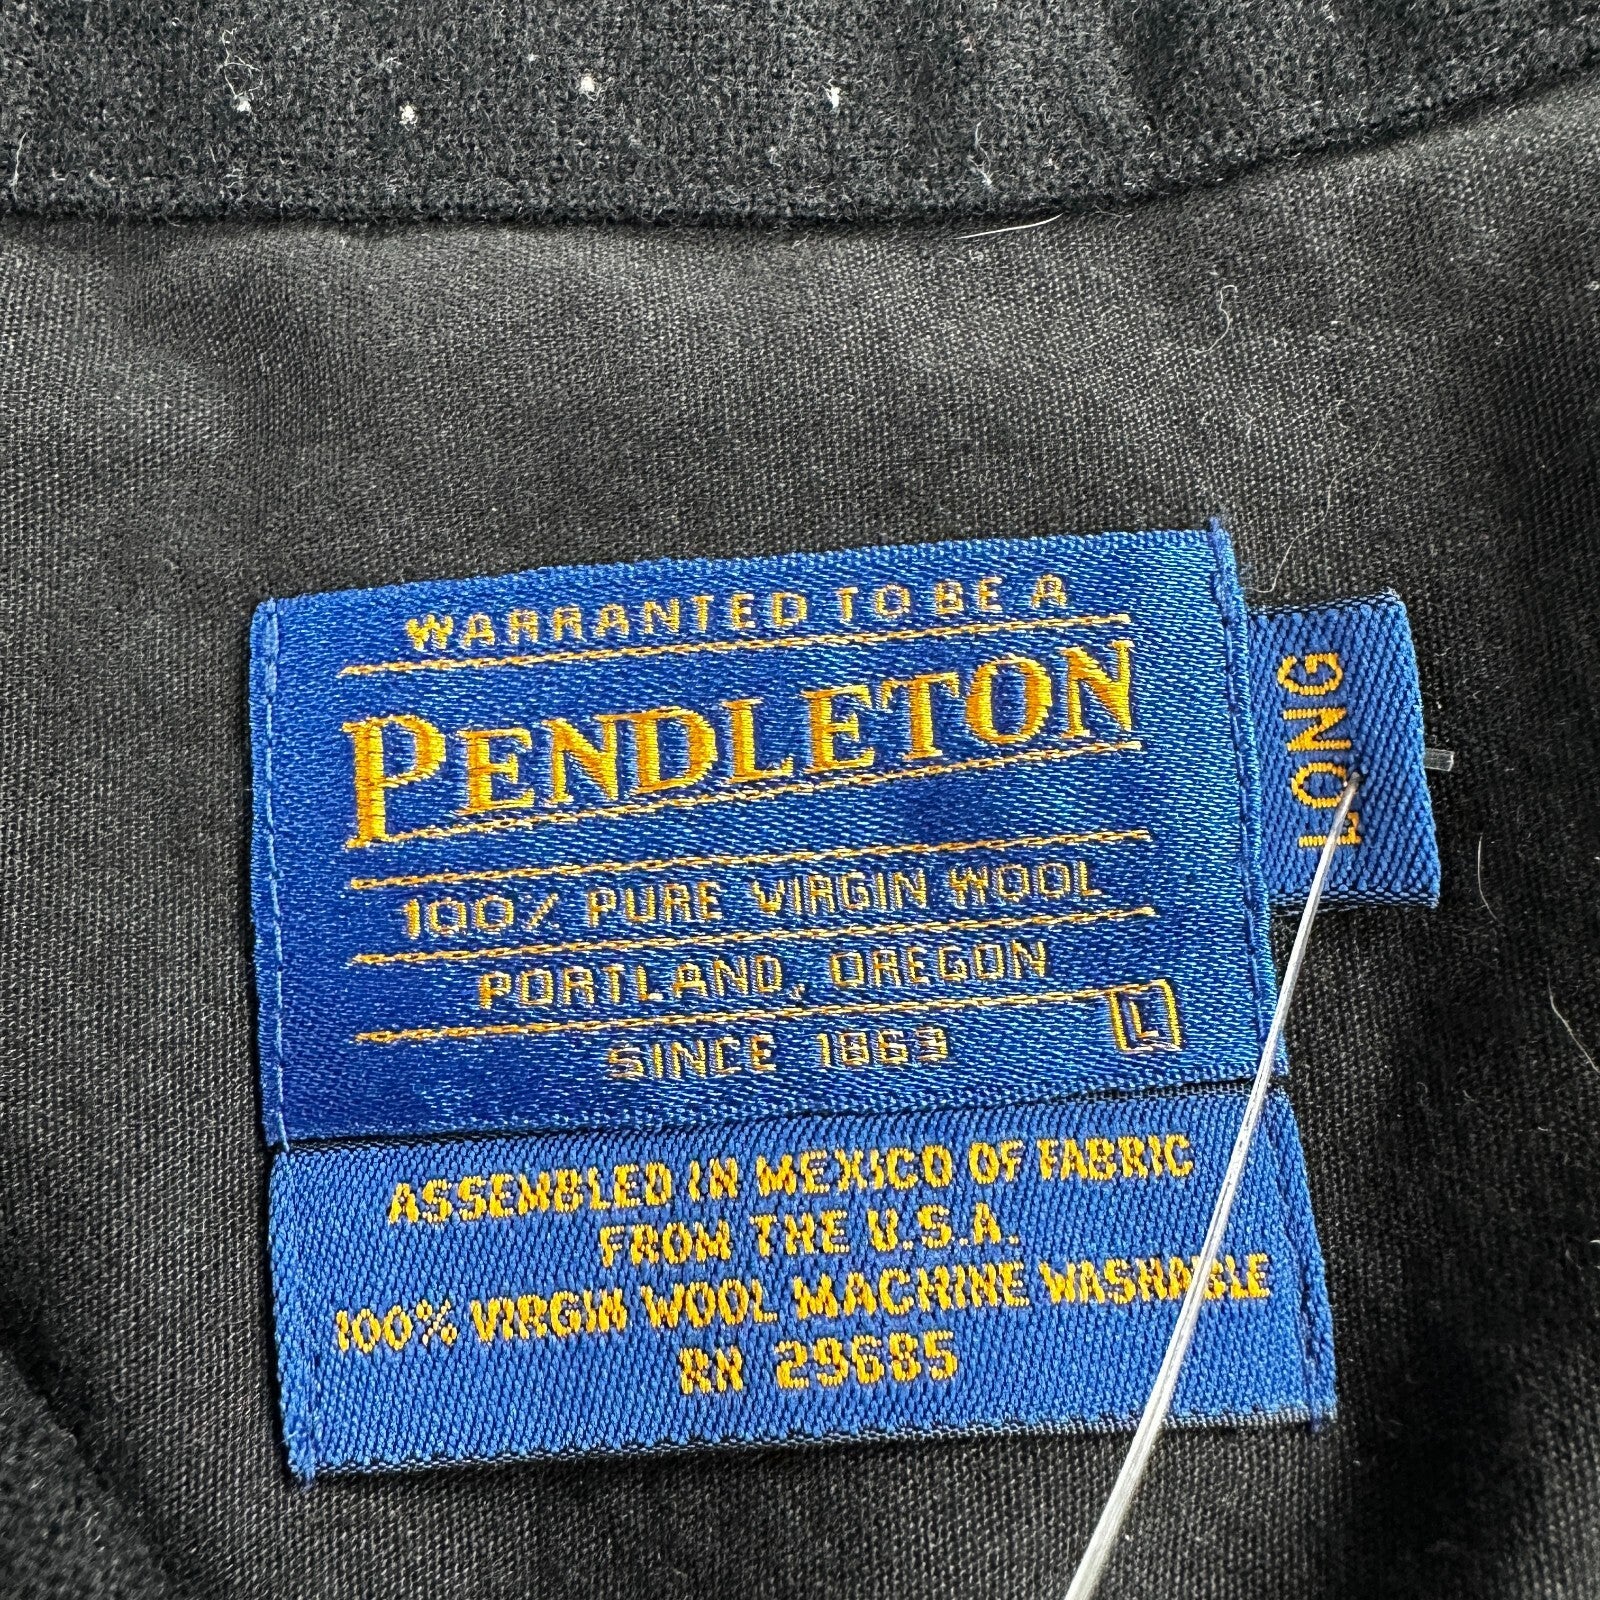 WARRANTED TO BE A
PENDLETON
100% PURE VIRGIN WOOL
PORTLAND, OREGON
SINCE 1863
L
LONG
ASSEMBLED IN MEXICO OF FABRIC
FROM THE U.S.A.
100% VIRGIN WOOL MACHINE WASHABLE
RN 29685